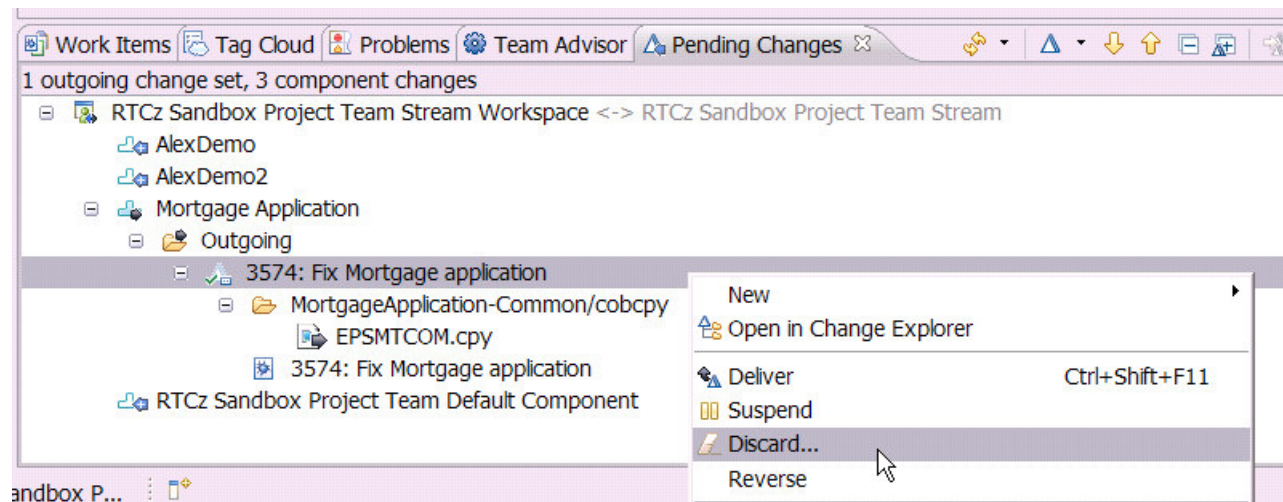 Work Items Tag Cloud Problems Team Advisor Pending Changes
1 outgoing change set, 3 component changes
RTCz Sandbox Project Team Stream Workspace <-> RTCz Sandbox Project Team Stream
AlexDemo
AlexDemo2
Mortgage Application
Outgoing
3574: Fix Mortgage application
MortgageApplication-Common/cobcpy
EPSMTCOM.cpy
3574: Fix Mortgage application
RTCz Sandbox Project Team Default Component
New
Open in Change Explorer
Deliver Ctrl+Shift+F11
Suspend
Discard...
Reverse
andbox P...